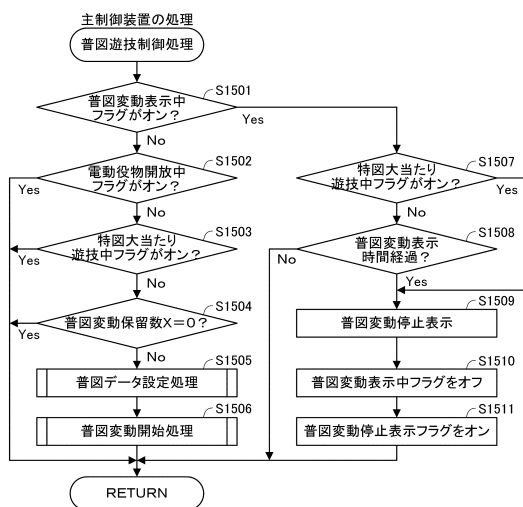 主制御装置の処理
普図遊技制御処理
S1501
普図変動表示中
フラグがオン？
Yes
No
S1502
電動役物開放中
フラグがオン？
Yes
No
S1503
特図大当たり
遊技中フラグがオン？
Yes
No
S1504
普図変動保留数X＝0？
Yes
No
S1505
普図データ設定処理
S1506
普図変動開始処理
RETURN
S1507
特図大当たり
遊技中フラグがオン？
Yes
No
S1508
普図変動表示
時間経過？
No
Yes
S1509
普図変動停止表示
S1510
普図変動表示中フラグをオフ
S1511
普図変動停止表示フラグをオン